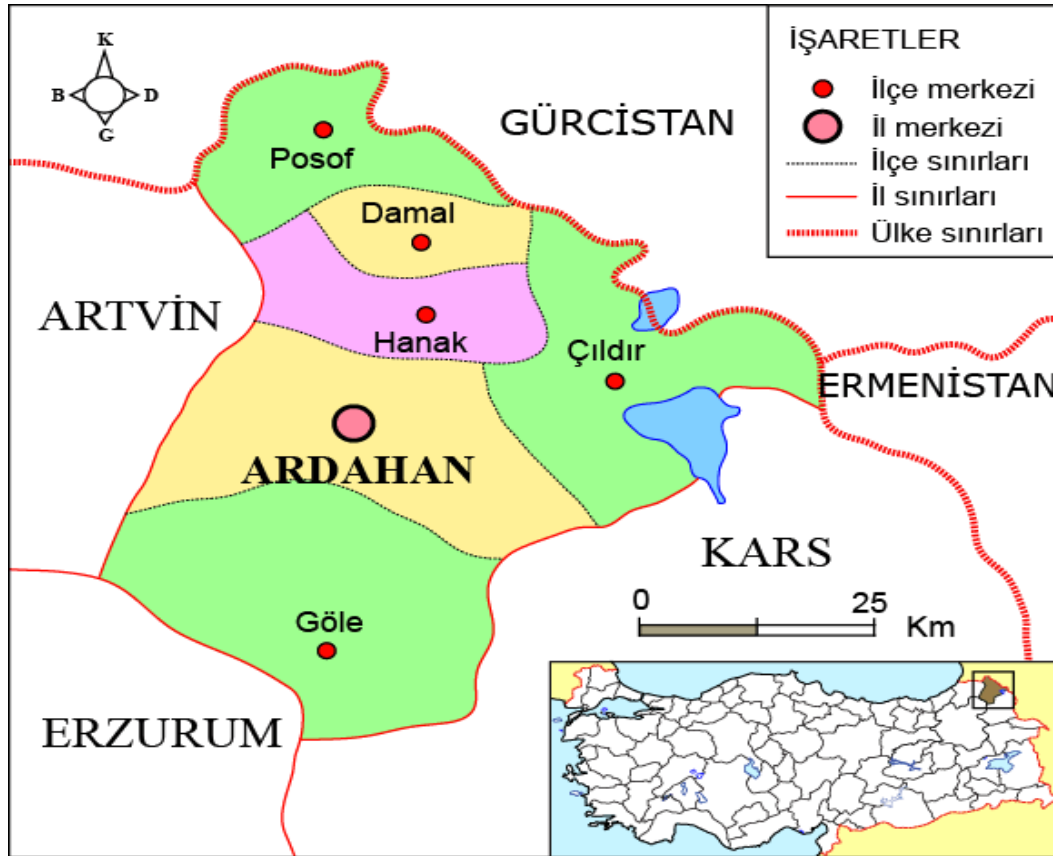 K
B D
G
İŞARETLER
İlçe merkezi
İl merkezi
İlçe sınırları
İl sınırları
Ülke sınırları
GÜRCİSTAN
Posof
Damal
ARTVİN
Hanak
Çıldır
ERMENİSTAN
ARDAHAN
KARS
0 25
Km
Göle
ERZURUM